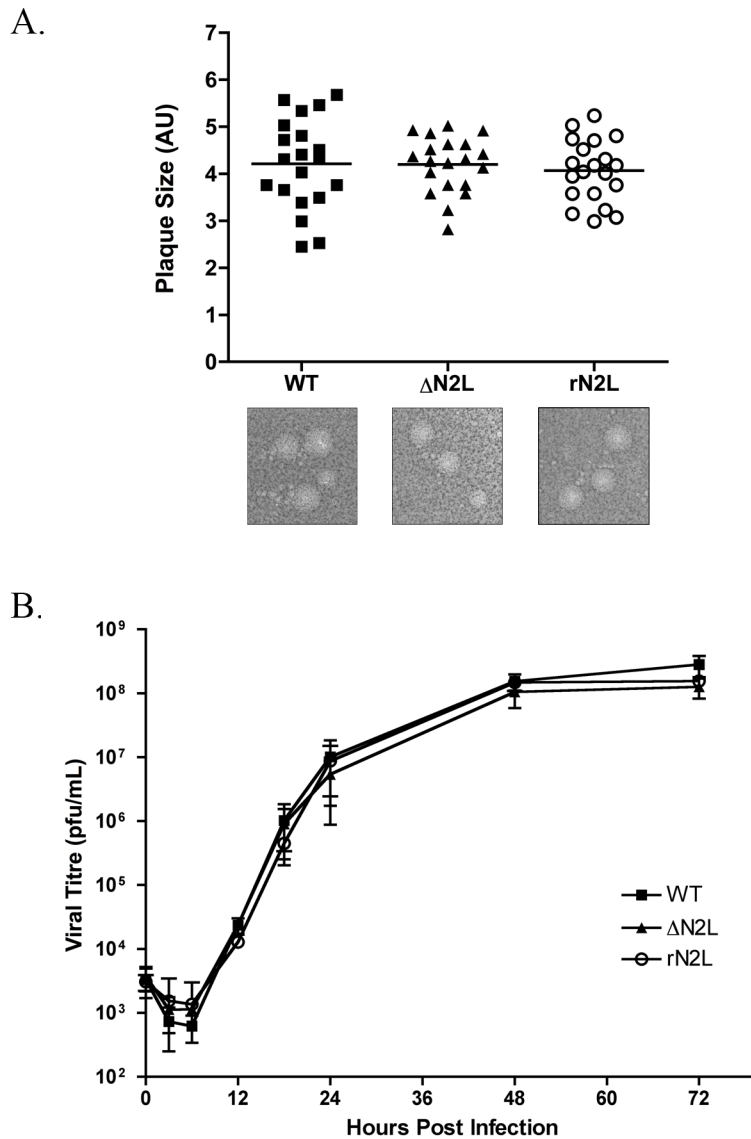 A.
Plaque Size (AU)
7
6
5
4
3
2
1
0
WT
ΔN2L
rN2L
B.
Viral Titre (pfu/mL)
10⁹
10⁸
10⁷
10⁶
10⁵
10⁴
10³
10²
WT
ΔN2L
rN2L
0
12
24
36
48
60
72
Hours Post Infection